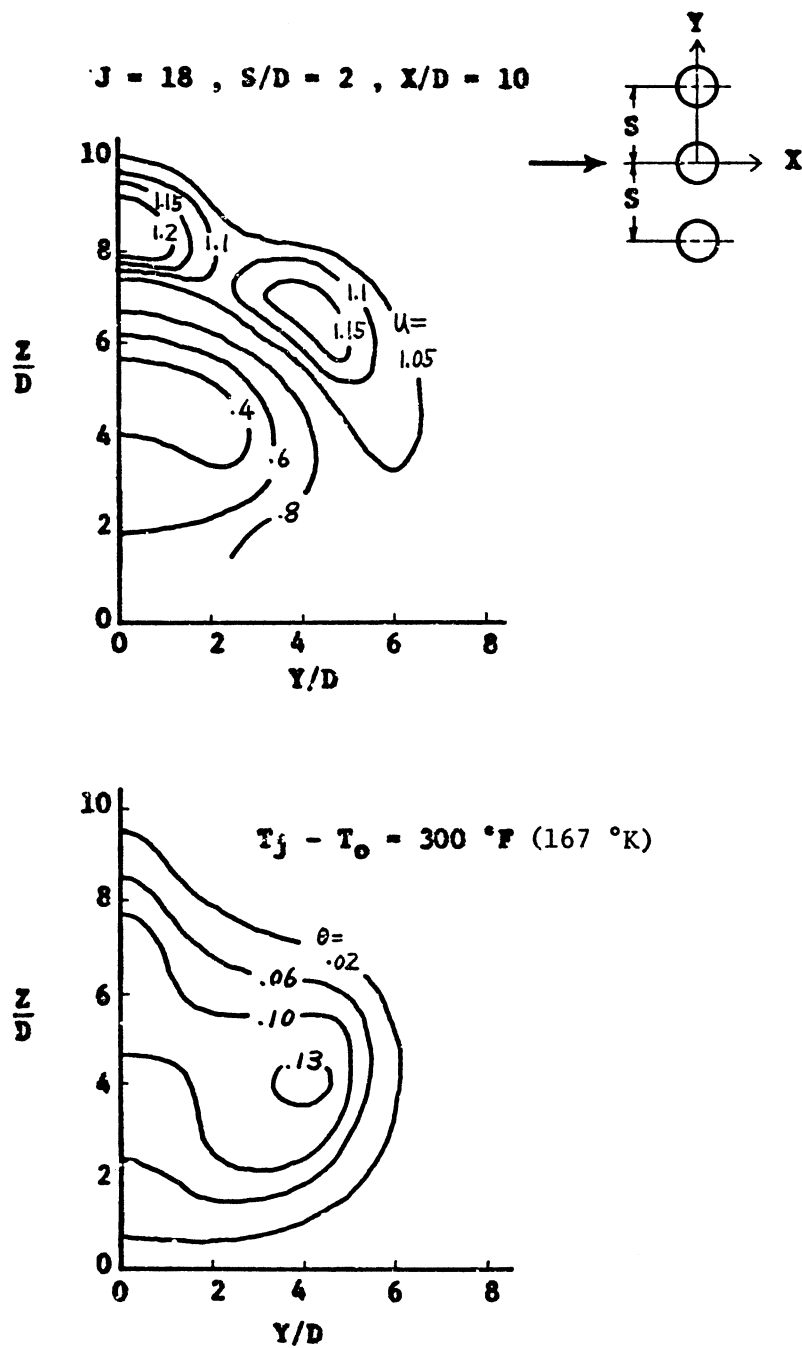 J = 18 , S/D = 2 , X/D = 10
Y
S
X
S
10
8
6
4
2
0
Z/D
1.15
1.2
1.1
1.1
1.15
U=
1.05
.4
.6
.8
0 2 4 6 8
Y/D
Tj - To = 300 °F (167 °K)
10
8
6
4
2
0
Z/D
θ=
.02
.06
.10
.13
0 2 4 6 8
Y/D